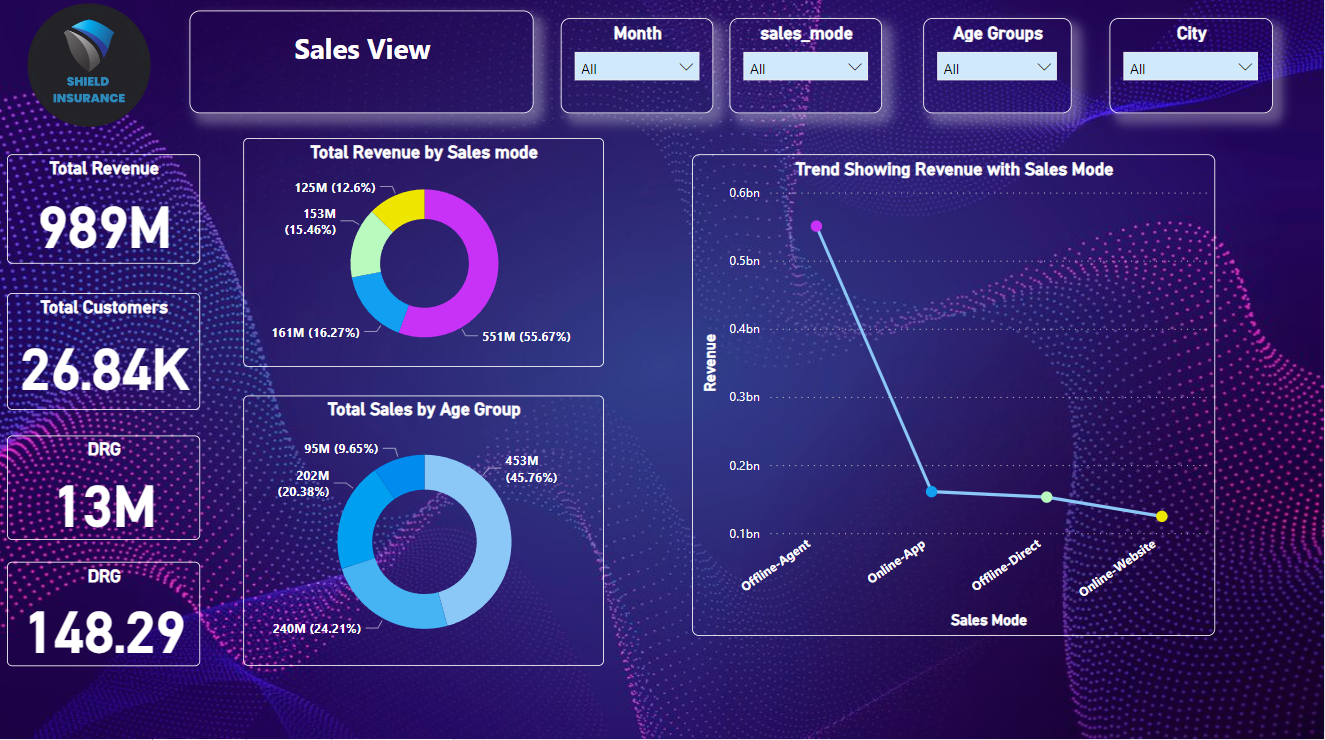 SHIELD
INSURANCE
Sales View
Month
All
sales_mode
All
Age Groups
All
City
All
Total Revenue
989M
Total Customers
26.84K
DRG
13M
DRG
148.29
Total Revenue by Sales mode
125M (12.6%)
153M
(15.46%)
161M (16.27%)
551M (55.67%)
Total Sales by Age Group
95M (9.65%)
202M
(20.38%)
240M (24.21%)
453M
(45.76%)
Trend Showing Revenue with Sales Mode
Revenue
0.6bn
0.5bn
0.4bn
0.3bn
0.2bn
0.1bn
Offline-Agent
Online-App
Offline-Direct
Online-Website
Sales Mode